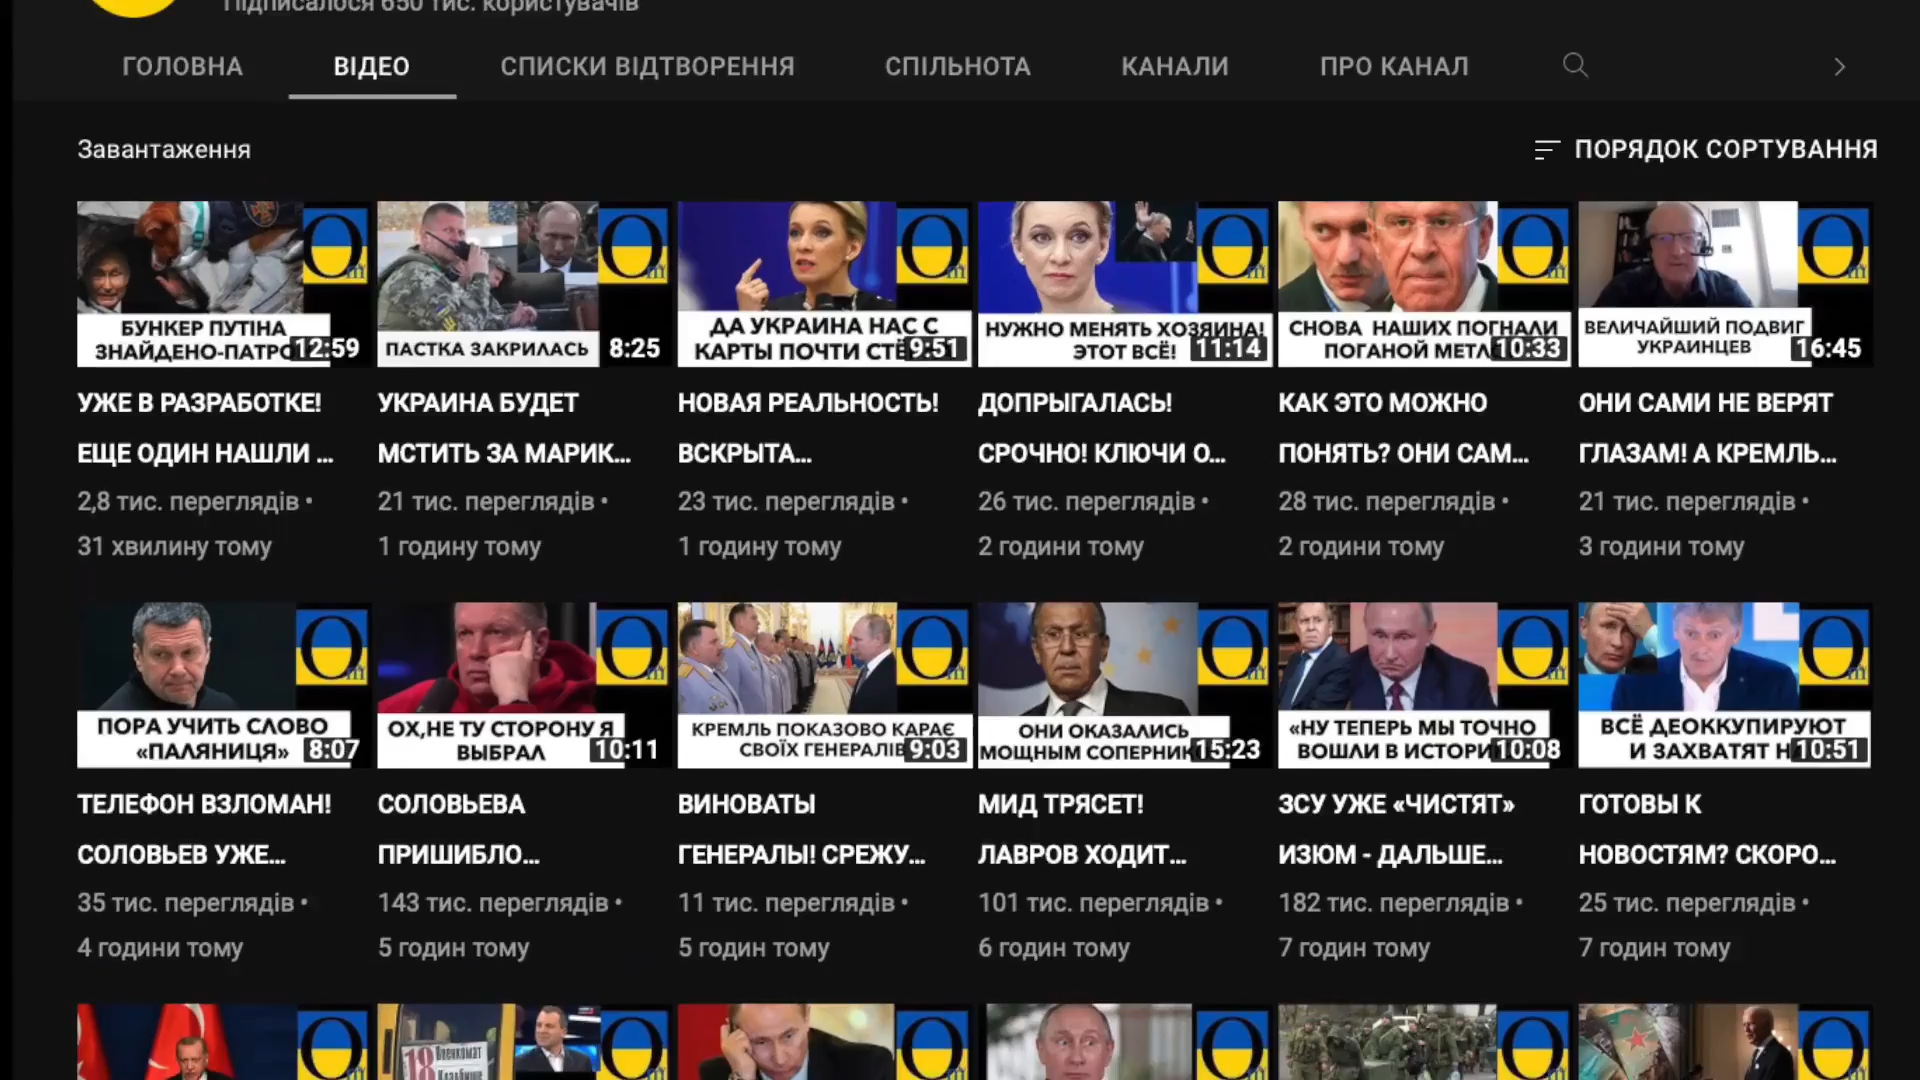 Підписалося 650 тис. користувачів
ГОЛОВНА ВІДЕО СПИСКИ ВІДТВОРЕННЯ СПІЛЬНОТА КАНАЛИ ПРО КАНАЛ
Завантаження
ПОРЯДОК СОРТУВАННЯ
БУНКЕР ПУТІНА
ЗНАЙДЕНО-ПАТРО
12:59
УЖЕ В РАЗРАБОТКЕ!
ЕЩЕ ОДИН НАШЛИ ...
2,8 тис. переглядів •
31 хвилину тому
ПАСТКА ЗАКРИЛАСЬ
8:25
УКРАИНА БУДЕТ
МСТИТЬ ЗА МАРИК...
21 тис. переглядів •
1 годину тому
ДА УКРАИНА НАС С
КАРТЫ ПОЧТИ
9:51
НОВАЯ РЕАЛЬНОСТЬ!
ВСКРЫТА...
23 тис. переглядів •
1 годину тому
НУЖНО МЕНЯТЬ ХОЗЯИНА!
ЭТОТ ВСЁ!
11:14
ДОПРЫГАЛАСЬ!
СРОЧНО! КЛЮЧИ О...
26 тис. переглядів •
2 години тому
СНОВА НАШИХ ПОГНАЛИ
ПОГАНОЙ
10:33
КАК ЭТО МОЖНО
ПОНЯТЬ? ОНИ САМ...
28 тис. переглядів •
2 години тому
ВЕЛИЧАЙШИЙ ПОДВИГ
УКРАИНЦЕВ
16:45
ОНИ САМИ НЕ ВЕРЯТ
ГЛАЗАМ! А КРЕМЛЬ...
21 тис. переглядів •
3 години тому
ПОРА УЧИТЬ СЛОВО
«ПАЛЯНИЦЯ»
8:07
ТЕЛЕФОН ВЗЛОМАН!
СОЛОВЬЕВ УЖЕ...
35 тис. переглядів •
4 години тому
ОХ,НЕ ТУ СТОРОНУ Я
ВЫБРАЛ
10:11
СОЛОВЬЕВА
ПРИШИБЛО...
143 тис. переглядів •
5 годин тому
КРЕМЛЬ ПОКАЗОВО КАРАЄ
СВОЇХ ГЕНЕРАЛІВ
9:03
ВИНОВАТЫ
ГЕНЕРАЛЫ! СРЕЖУ...
11 тис. переглядів •
5 годин тому
ОНИ ОКАЗАЛИСЬ
МОЩНЫМ СОПЕРНИК
15:23
МИД ТРЯСЕТ!
ЛАВРОВ ХОДИТ...
101 тис. переглядів •
6 годин тому
«НУ ТЕПЕРЬ МЫ ТОЧНО
ВОШЛИ В ИСТОРИ
10:08
ЗСУ УЖЕ «ЧИСТЯТ»
ИЗЮМ - ДАЛЬШЕ...
182 тис. переглядів •
7 годин тому
ВСЁ ДЕОККУПИРУЮТ
И ЗАХВАТЯТ Н
10:51
ГОТОВЫ К
НОВОСТЯМ? СКОРО...
25 тис. переглядів •
7 годин тому
18 Военкомат